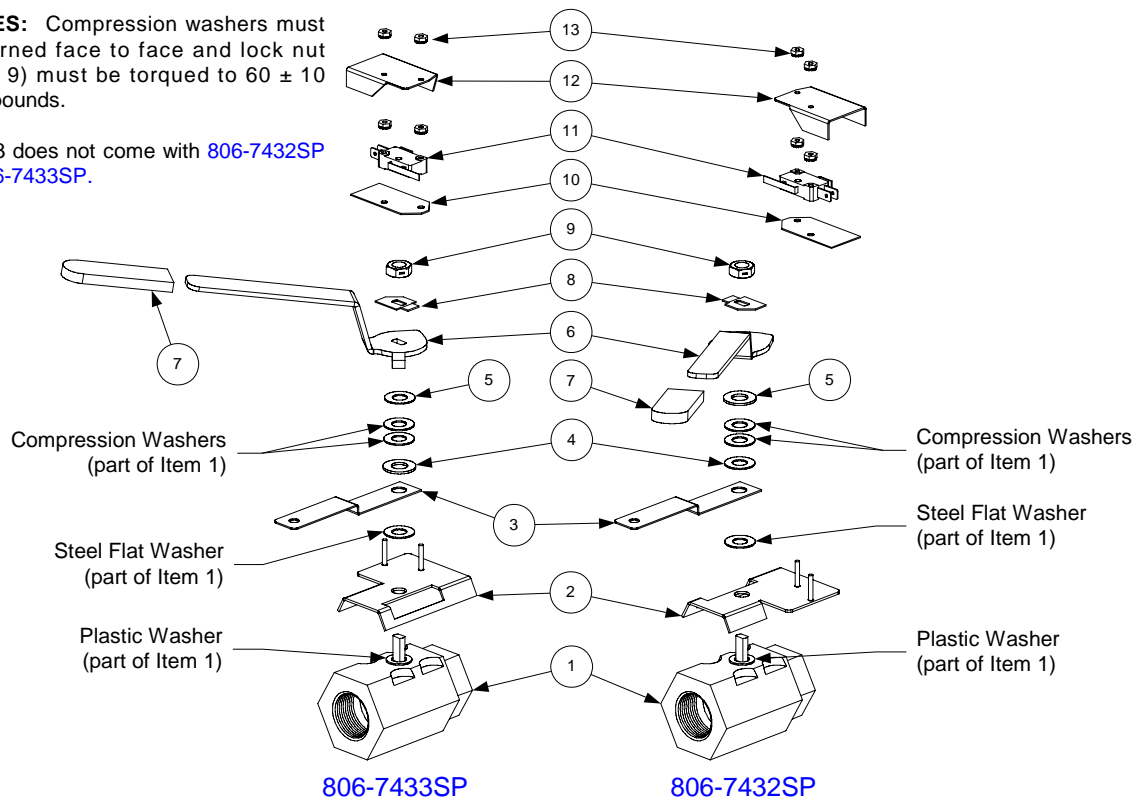 ES: Compression washers must
rned face to face and lock nut
9) must be torqued to 60 ± 10
ounds.
3 does not come with 806-7432SP
6-7433SP.
13
12
11
10
9
8
6
7
5
7
5
Compression Washers
(part of Item 1)
4
Compression Washers
(part of Item 1)
3
Steel Flat Washer
(part of Item 1)
Steel Flat Washer
(part of Item 1)
2
Plastic Washer
(part of Item 1)
Plastic Washer
(part of Item 1)
1
806-7433SP
806-7432SP